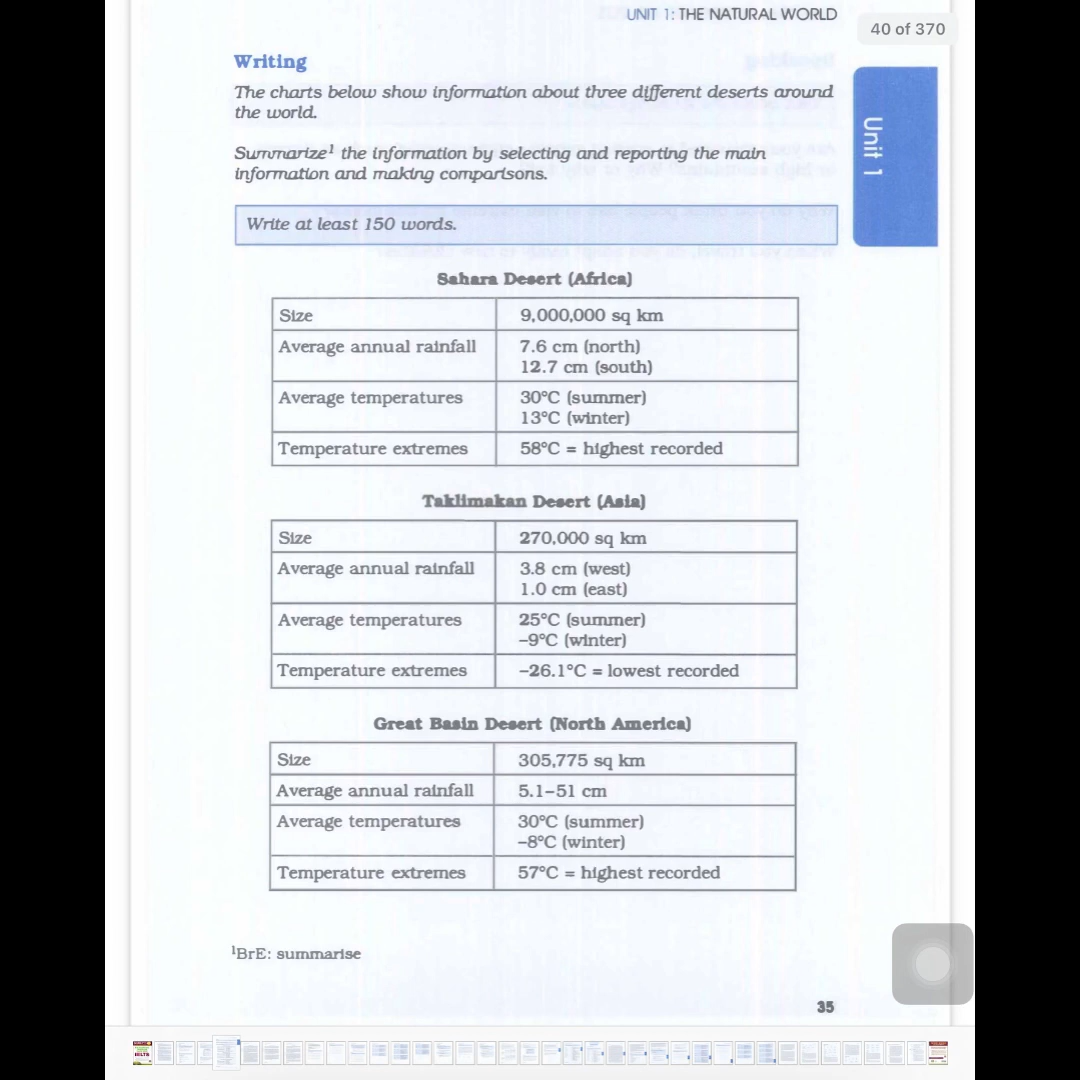 UNIT 1: THE NATURAL WORLD
40 of 370
Writing
The charts below show information about three different deserts around
the world.
Summarize¹ the information by selecting and reporting the main
information and making comparisons.
Write at least 150 words.
Unit 1
Sahara Desert (Africa)
Size 9,000,000 sq km
Average annual rainfall 7.6 cm (north)
12.7 cm (south)
Average temperatures 30°C (summer)
13°C (winter)
Temperature extremes 58°C = highest recorded
Taklimakan Desert (Asia)
Size 270,000 sq km
Average annual rainfall 3.8 cm (west)
1.0 cm (east)
Average temperatures 25°C (summer)
–9°C (winter)
Temperature extremes –26.1°C = lowest recorded
Great Basin Desert (North America)
Size 305,775 sq km
Average annual rainfall 5.1–51 cm
Average temperatures 30°C (summer)
–8°C (winter)
Temperature extremes 57°C = highest recorded
¹BrE: summarise
35